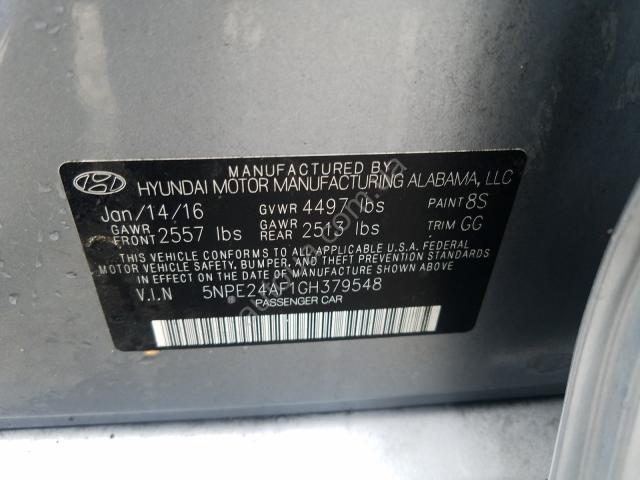 MANUFACTURED BY
HYUNDAI MOTOR MANUFACTURING ALABAMA, LLC
Jan/14/16 GVWR 4497 lbs PAINT 8S
GAWR FRONT 2557 lbs GAWR REAR 2513 lbs TRIM GG
THIS VEHICLE CONFORMS TO ALL APPLICABLE U.S.A. FEDERAL
MOTOR VEHICLE SAFETY, BUMPER, AND THEFT PREVENTION
STANDARDS IN EFFECT ON THE DATE OF MANUFACTURE
SHOWN ABOVE.
V.I.N 5NPE24AF1GH379548
PASSENGER CAR